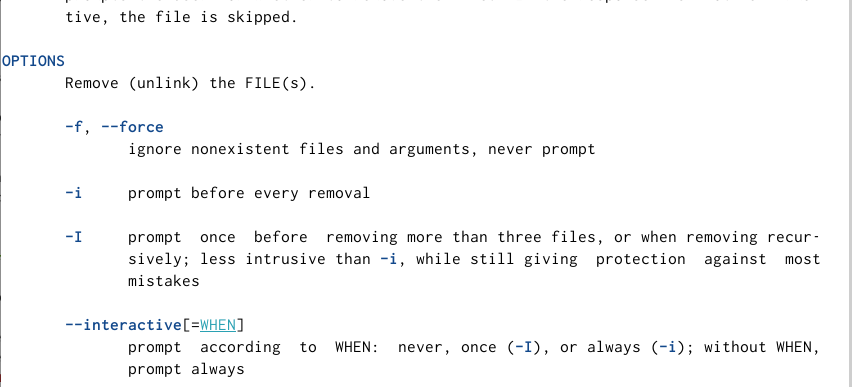 tive, the file is skipped.
OPTIONS
Remove (unlink) the FILE(s).
-f, --force
ignore nonexistent files and arguments, never prompt
-i prompt before every removal
-I prompt once before removing more than three files, or when removing recur-
sively; less intrusive than -i, while still giving protection against most
mistakes
--interactive[=WHEN]
prompt according to WHEN: never, once (-I), or always (-i); without WHEN,
prompt always